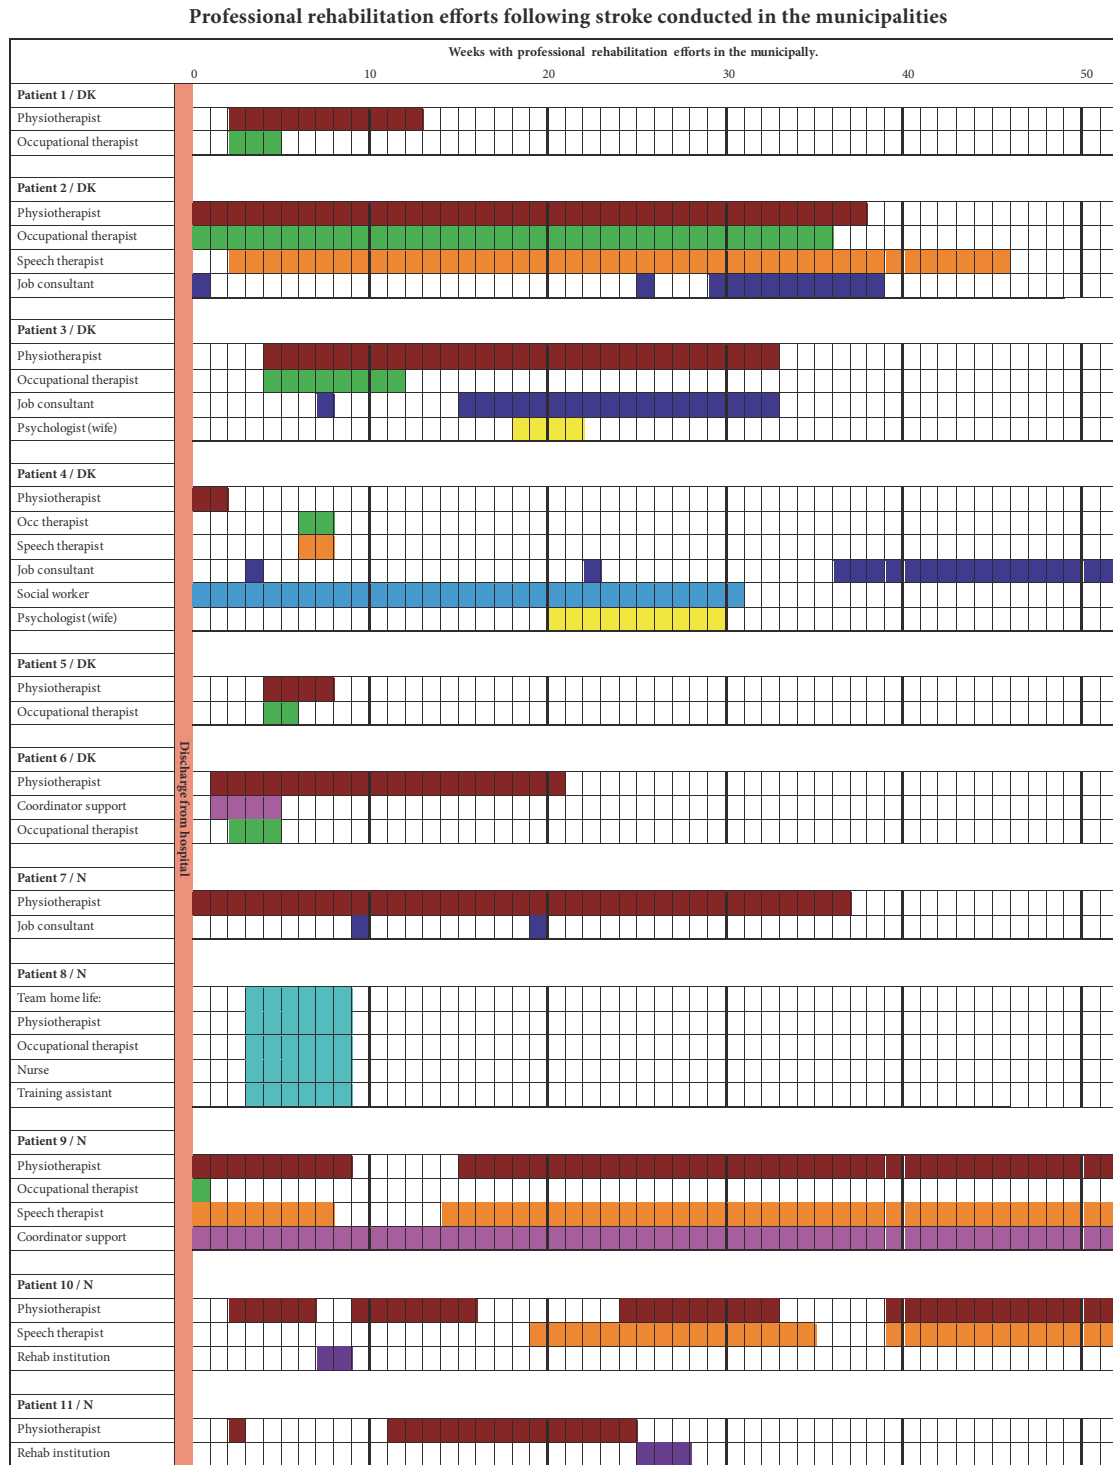 Professional rehabilitation efforts following stroke conducted in the municipalities
Weeks with professional rehabilitation efforts in the municipally.
0 10 20 30 40 50
Patient 1 / DK
Physiotherapist
Occupational therapist
Patient 2 / DK
Physiotherapist
Occupational therapist
Speech therapist
Job consultant
Patient 3 / DK
Physiotherapist
Occupational therapist
Job consultant
Psychologist (wife)
Patient 4 / DK
Physiotherapist
Occ therapist
Speech therapist
Job consultant
Social worker
Psychologist (wife)
Patient 5 / DK
Physiotherapist
Occupational therapist
Discharge from hospital
Patient 6 / DK
Physiotherapist
Coordinator support
Occupational therapist
Patient 7 / N
Physiotherapist
Job consultant
Patient 8 / N
Team home life:
Physiotherapist
Occupational therapist
Nurse
Training assistant
Patient 9 / N
Physiotherapist
Occupational therapist
Speech therapist
Coordinator support
Patient 10 / N
Physiotherapist
Speech therapist
Rehab institution
Patient 11 / N
Physiotherapist
Rehab institution